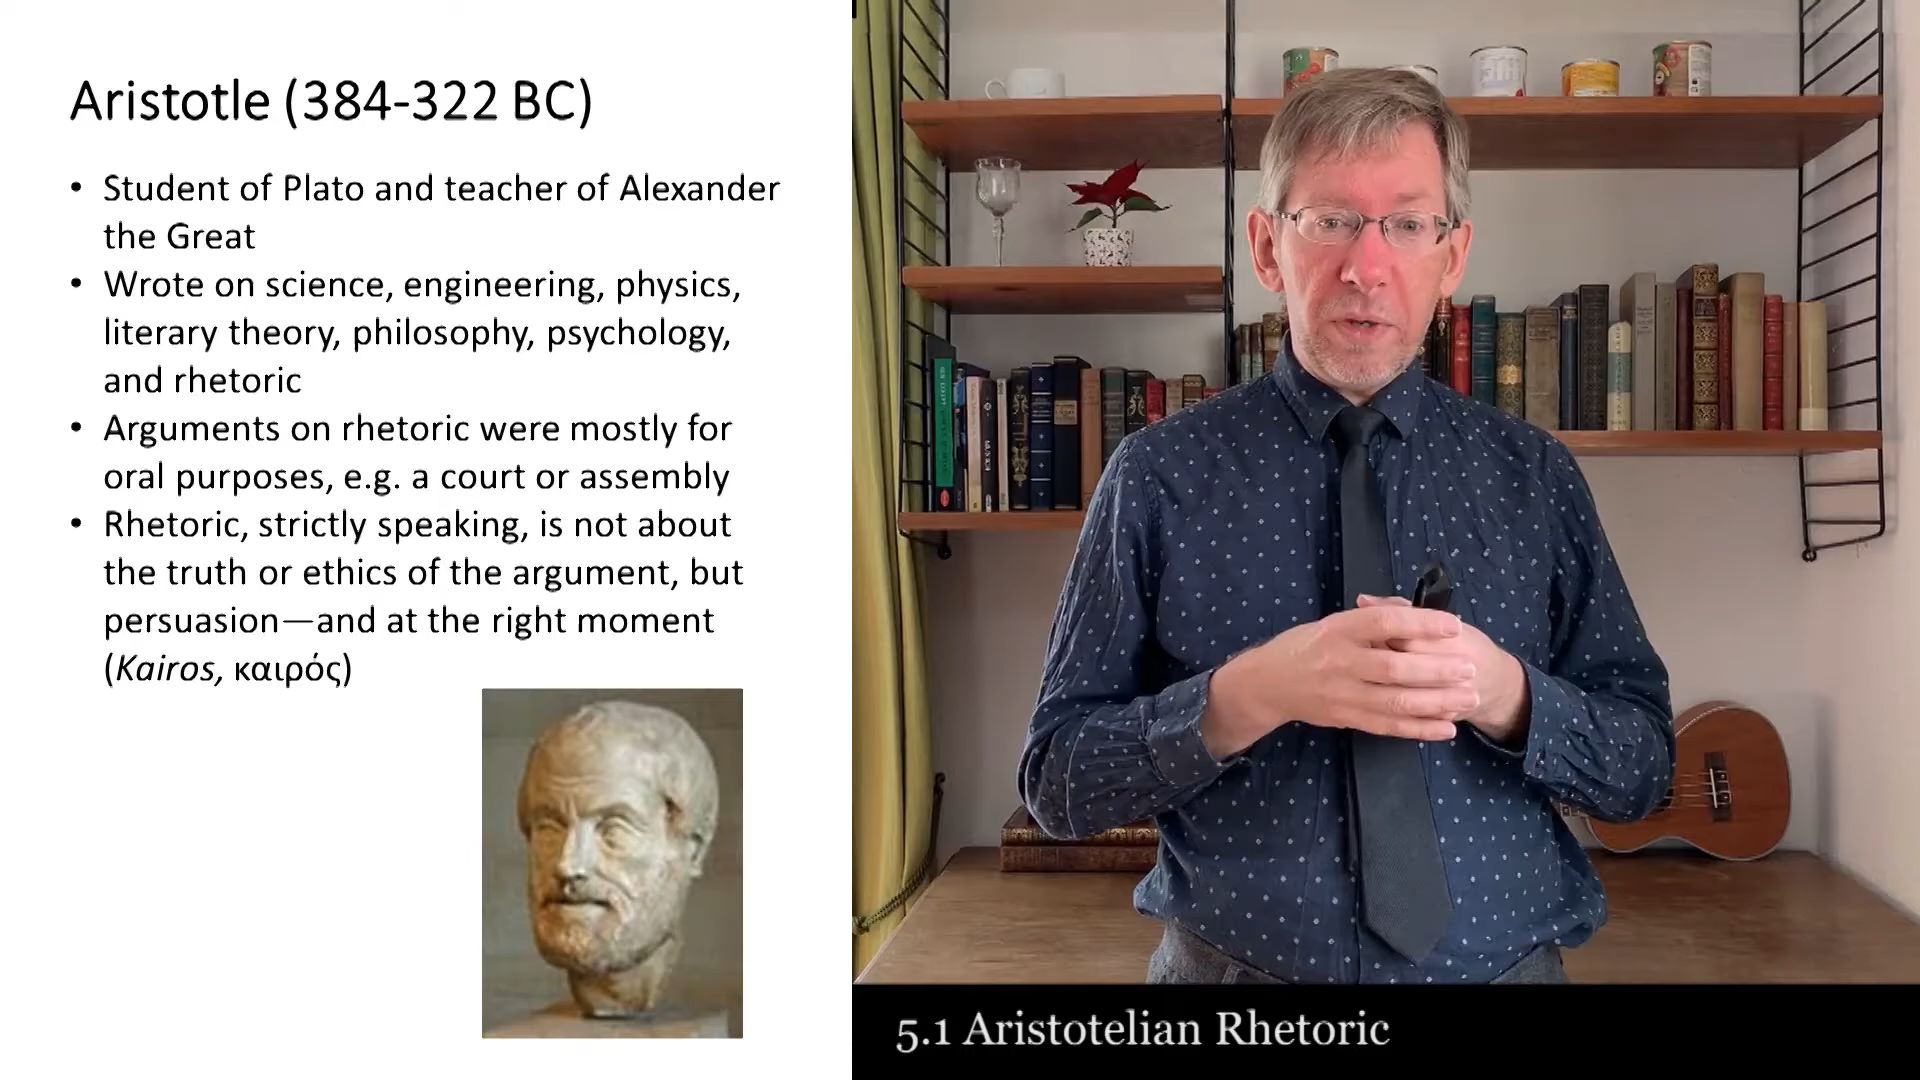 Aristotle (384-322 BC)
• Student of Plato and teacher of Alexander
the Great
• Wrote on science, engineering, physics,
literary theory, philosophy, psychology,
and rhetoric
• Arguments on rhetoric were mostly for
oral purposes, e.g. a court or assembly
• Rhetoric, strictly speaking, is not about
the truth or ethics of the argument, but
persuasion—and at the right moment
(Kairos, καιρός)
5.1 Aristotelian Rhetoric